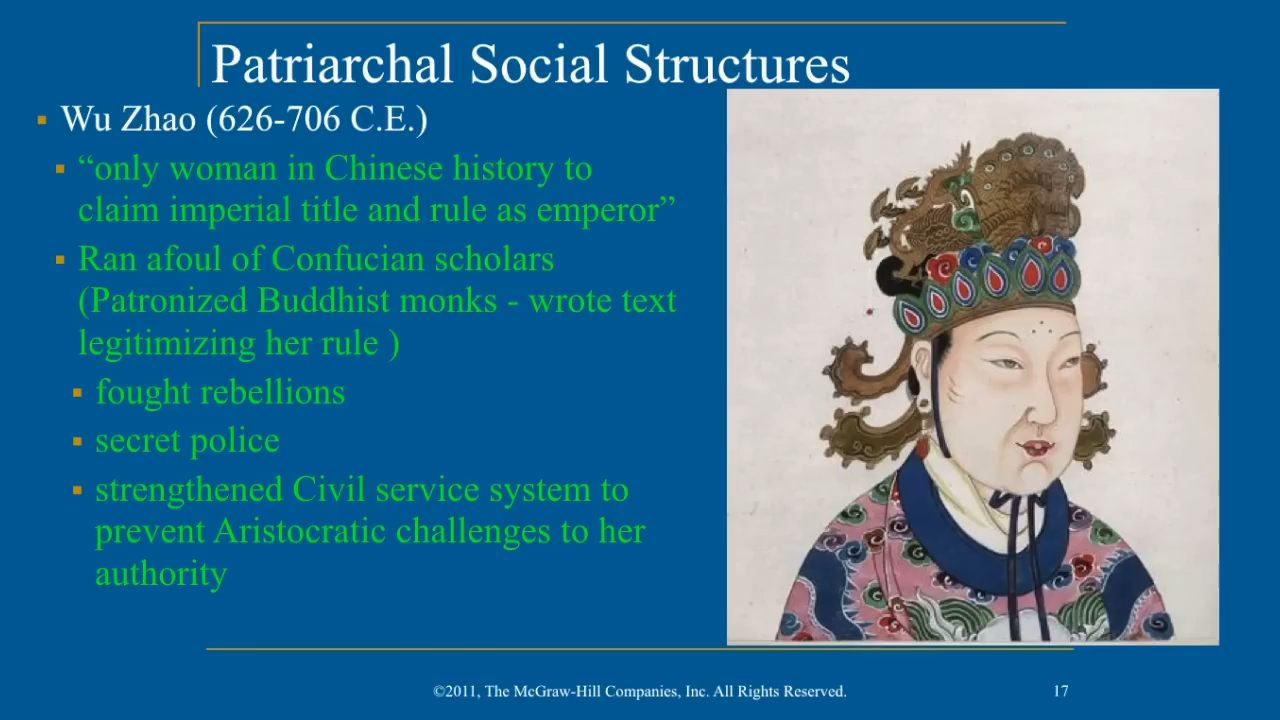 Patriarchal Social Structures
Wu Zhao (626-706 C.E.)
“only woman in Chinese history to
claim imperial title and rule as emperor”
Ran afoul of Confucian scholars
(Patronized Buddhist monks - wrote text
legitimizing her rule )
fought rebellions
secret police
strengthened Civil service system to
prevent Aristocratic challenges to her
authority
©2011, The McGraw-Hill Companies, Inc. All Rights Reserved.
17